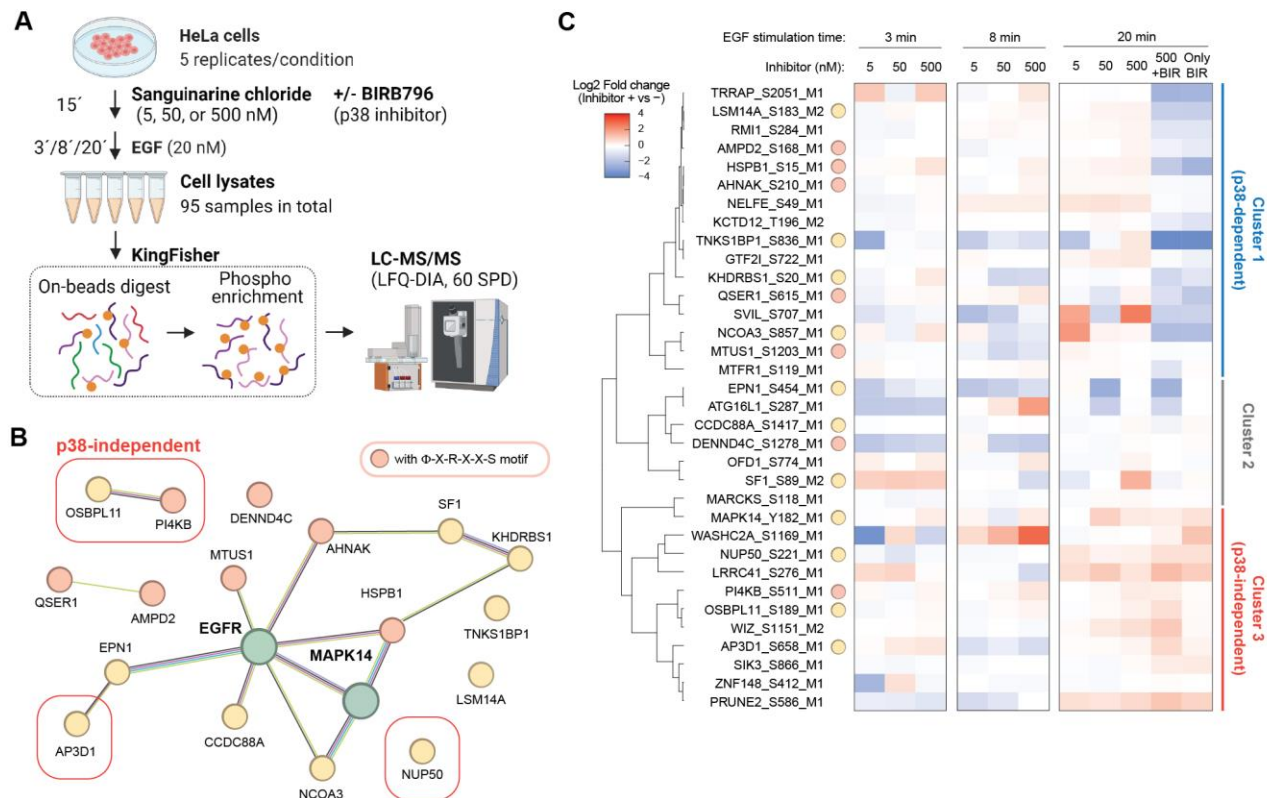 A
HeLa cells
5 replicates/condition
15´
Sanguinarine chloride
(5, 50, or 500 nM)
+/- BIRB796
(p38 inhibitor)
3´/8´/20´
EGF (20 nM)
Cell lysates
95 samples in total
KingFisher
On-beads digest
Phospho
enrichment
LC-MS/MS
(LFQ-DIA, 60 SPD)
B
p38-independent
with Φ-X-R-X-X-S motif
OSBPL11
PI4KB
DENND4C
SF1
AHNAK
KHDRBS1
MTUS1
QSER1
AMPD2
HSPB1
TNKS1BP1
EGFR
MAPK14
EPN1
LSM14A
AP3D1
CCDC88A
NUP50
NCOA3
C
EGF stimulation time:
3 min
8 min
20 min
Inhibitor (nM):
5 50 500
5 50 500
5 50 500 500 +BIR Only BIR
Log2 Fold change
(Inhibitor + vs −)
4
2
0
−2
−4
TRRAP_S2051_M1
LSM14A_S183_M2
RMI1_S284_M1
AMPD2_S168_M1
HSPB1_S15_M1
AHNAK_S210_M1
NELFE_S49_M1
KCTD12_T196_M2
TNKS1BP1_S836_M1
GTF2I_S722_M1
KHDRBS1_S20_M1
QSER1_S615_M1
SVIL_S707_M1
NCOA3_S857_M1
MTUS1_S1203_M1
MTFR1_S119_M1
EPN1_S454_M1
ATG16L1_S287_M1
CCDC88A_S1417_M1
DENND4C_S1278_M1
OFD1_S774_M1
SF1_S89_M2
MARCKS_S118_M1
MAPK14_Y182_M1
WASHC2A_S1169_M1
NUP50_S221_M1
LRRC41_S276_M1
PI4KB_S511_M1
OSBPL11_S189_M1
WIZ_S1151_M2
AP3D1_S658_M1
SIK3_S866_M1
ZNF148_S412_M1
PRUNE2_S586_M1
Cluster 1
(p38-dependent)
Cluster 2
Cluster 3
(p38-independent)